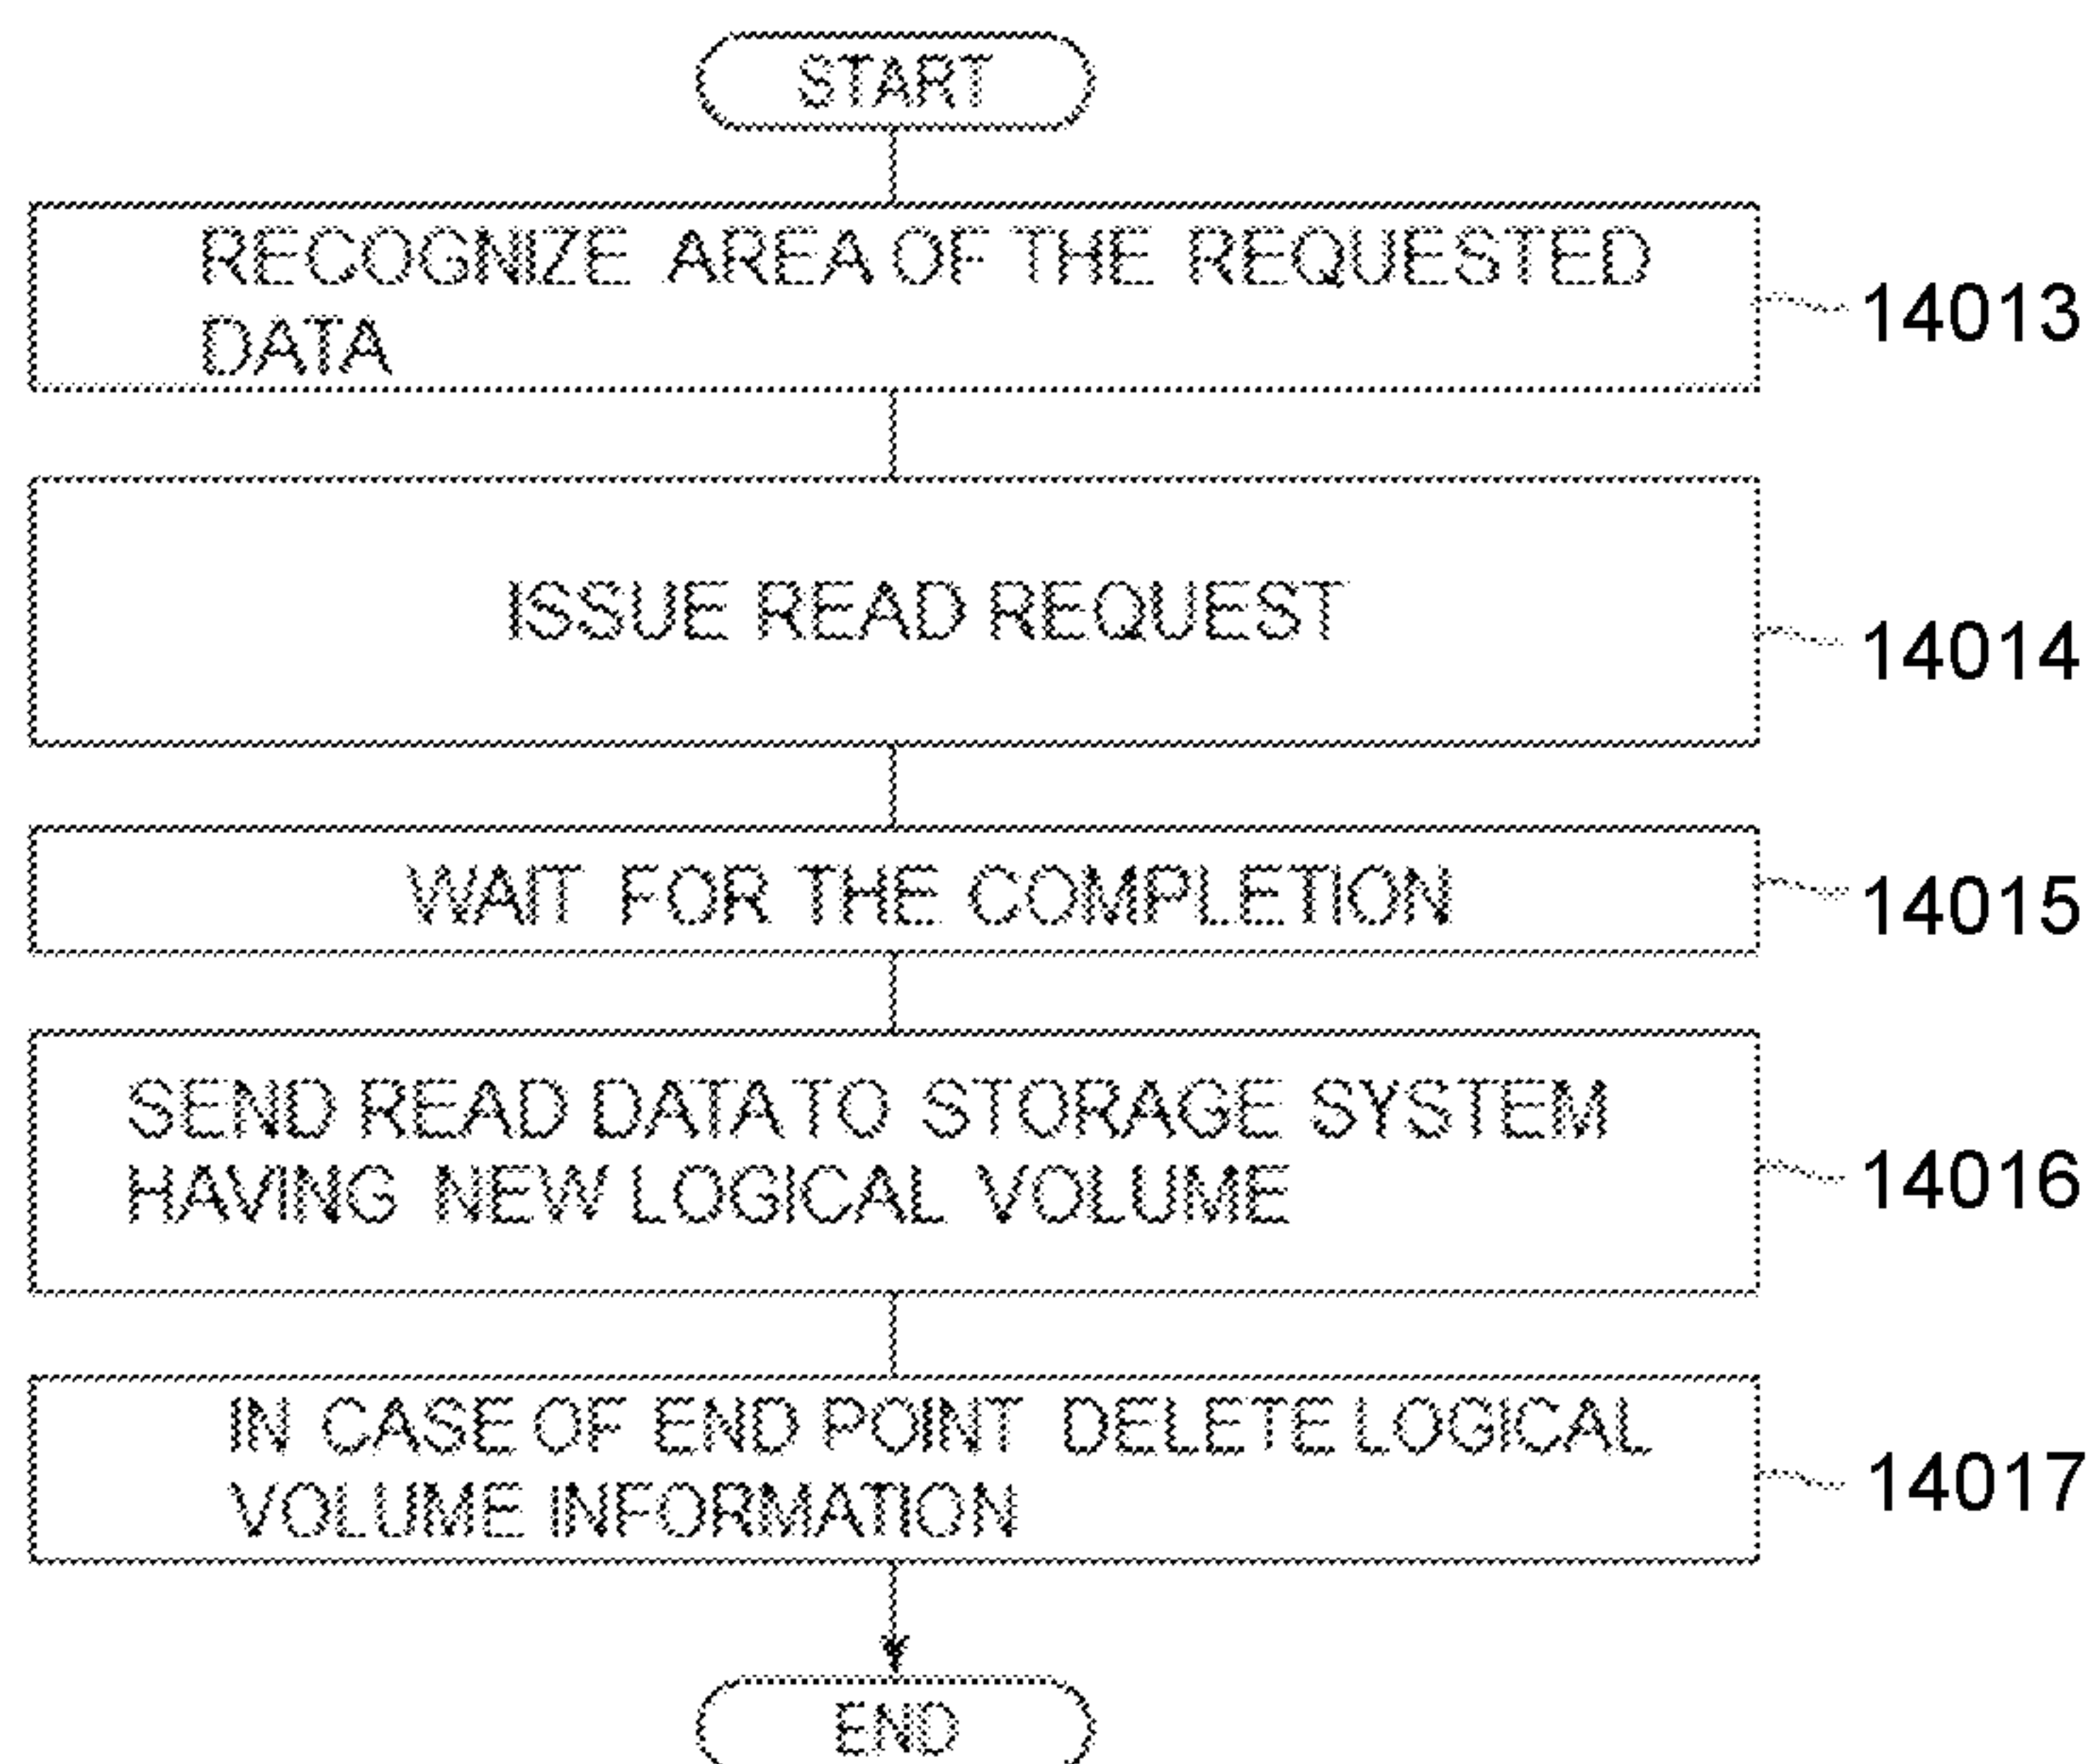 START
RECOGNIZE AREA OF THE REQUESTED
DATA
14013
ISSUE READ REQUEST
14014
WAIT FOR THE COMPLETION
14015
SEND READ DATA TO STORAGE SYSTEM
HAVING NEW LOGICAL VOLUME
14016
IN CASE OF END POINT DELETE LOGICAL
VOLUME INFORMATION
14017
END